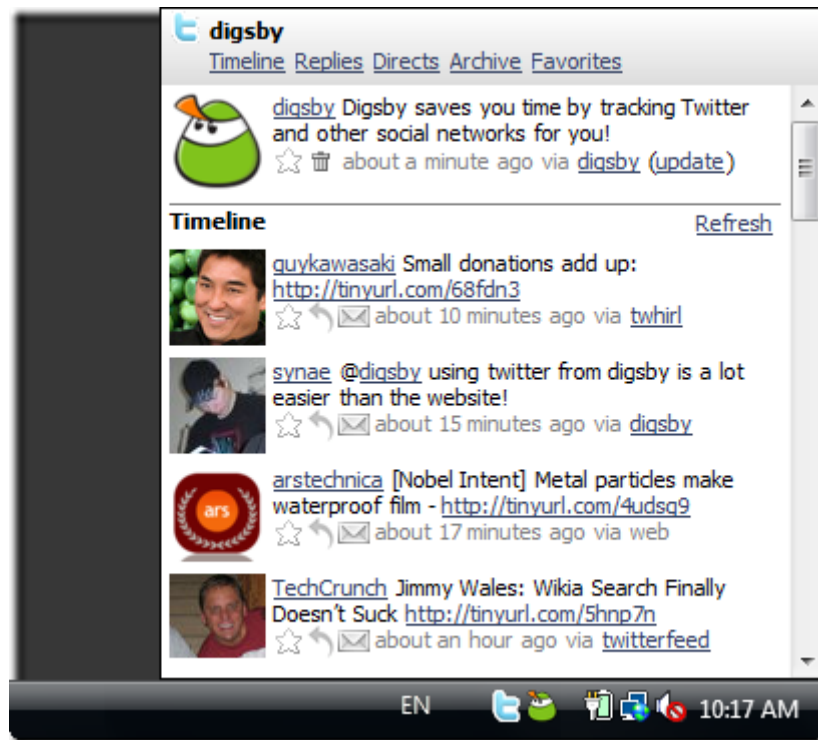 digsby
Timeline Replies Directs Archive Favorites
digsby Digsby saves you time by tracking Twitter
and other social networks for you!
about a minute ago via digsby (update)
Timeline
Refresh
guykawasaki Small donations add up:
http://tinyurl.com/68fdn3
about 10 minutes ago via twhirl
synae @digsby using twitter from digsby is a lot
easier than the website!
about 15 minutes ago via digsby
arstechnica [Nobel Intent] Metal particles make
waterproof film - http://tinyurl.com/4udsq9
ars
about 17 minutes ago via web
TechCrunch Jimmy Wales: Wikia Search Finally
Doesn't Suck http://tinyurl.com/5hnp7n
about an hour ago via twitterfeed
EN
10:17 AM